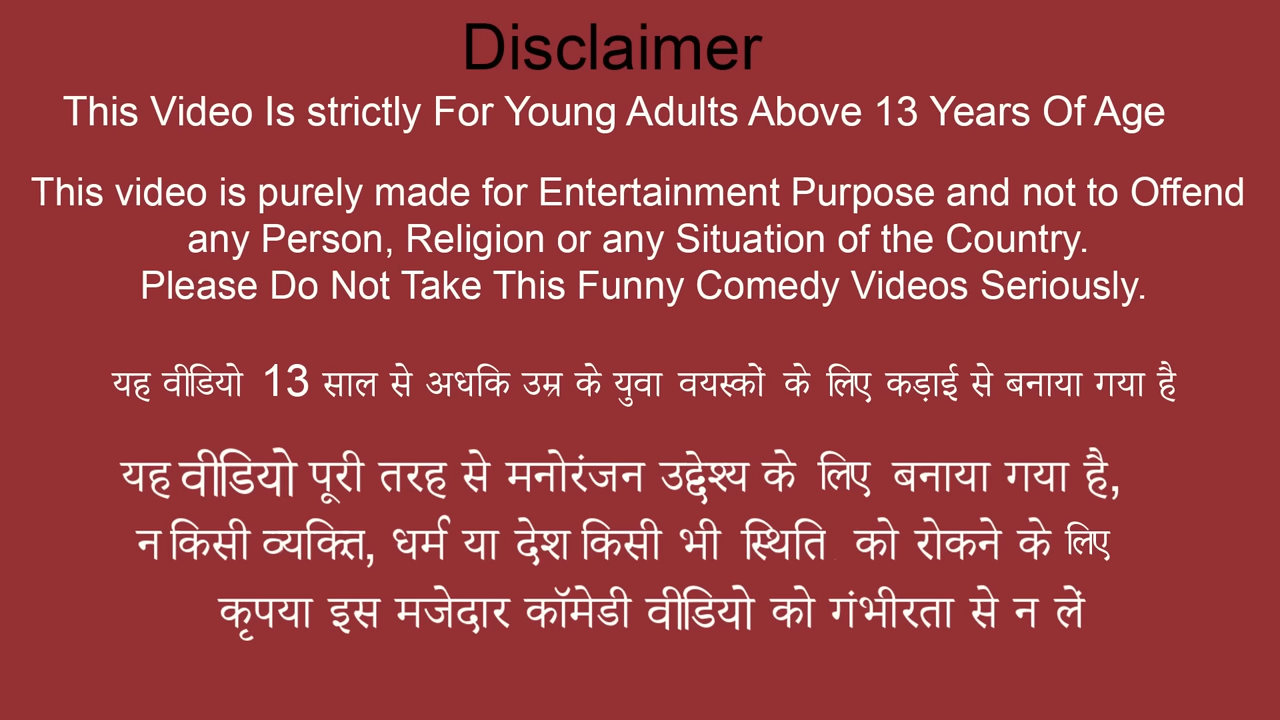 Disclaimer
This Video Is strictly For Young Adults Above 13 Years Of Age
This video is purely made for Entertainment Purpose and not to Offend
any Person, Religion or any Situation of the Country.
Please Do Not Take This Funny Comedy Videos Seriously.
यह वीडियो 13 साल से अधकि उम्र के युवा वयस्कों के लिए कड़ाई से बनाया गया है
यह वीडियो पूरी तरह से मनोरंजन उद्देश्य के लिए बनाया गया है,
न किसी व्यक्ति, धर्म या देश किसी भी स्थिति को रोकने के लिए
कृपया इस मजेदार कॉमेडी वीडियो को गंभीरता से न लें